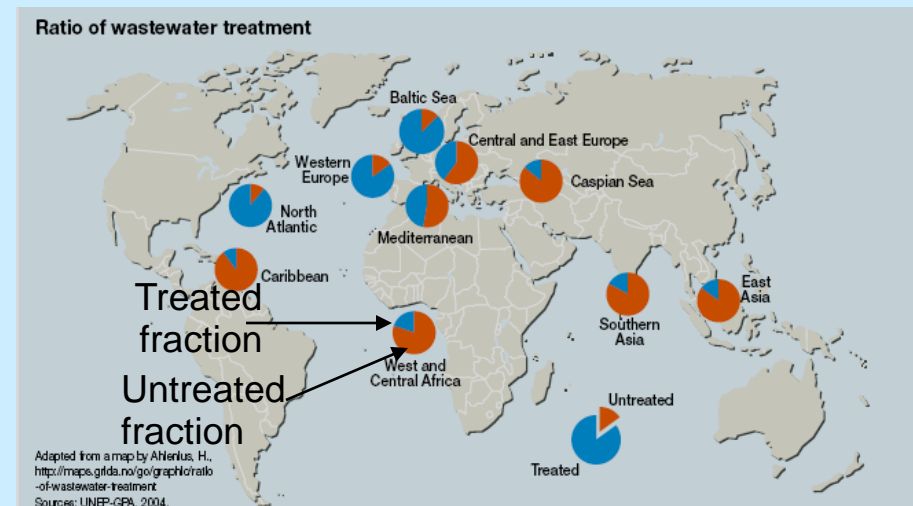 Ratio of wastewater treatment
Baltic Sea
Central and East Europe
Western
Europe
Caspian Sea
North
Atlantic
Mediterranean
Caribbean
Treated
fraction
East
Asia
Southern
Asia
West and
Central Africa
Untreated
fraction
Untreated
Treated
Adapted from a map by Ahlenius, H.,
http://maps.grida.no/go/graphic/ratio
-of-wastewater-treatment
Sources: UNEP-GPA, 2004.